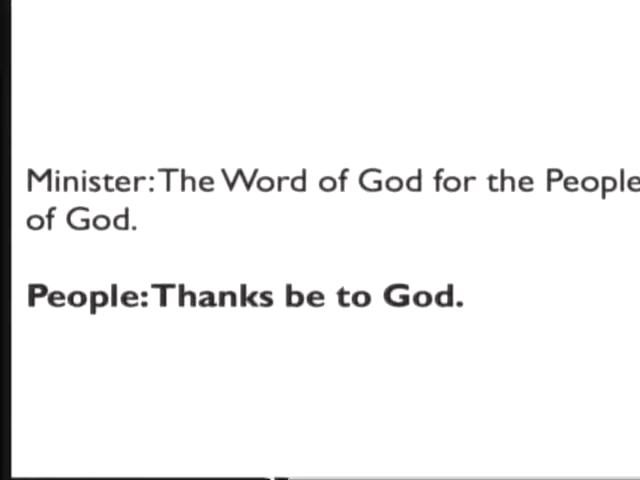 Minister: The Word of God for the People
of God.
People: Thanks be to God.